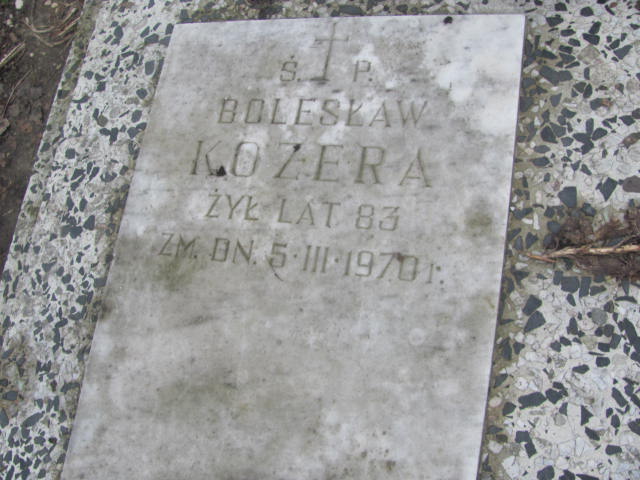 Ś. P.
BOLESŁAW
KOZERA
ŻYŁ LAT 83
ZM. DN. 5·III·1970 r.